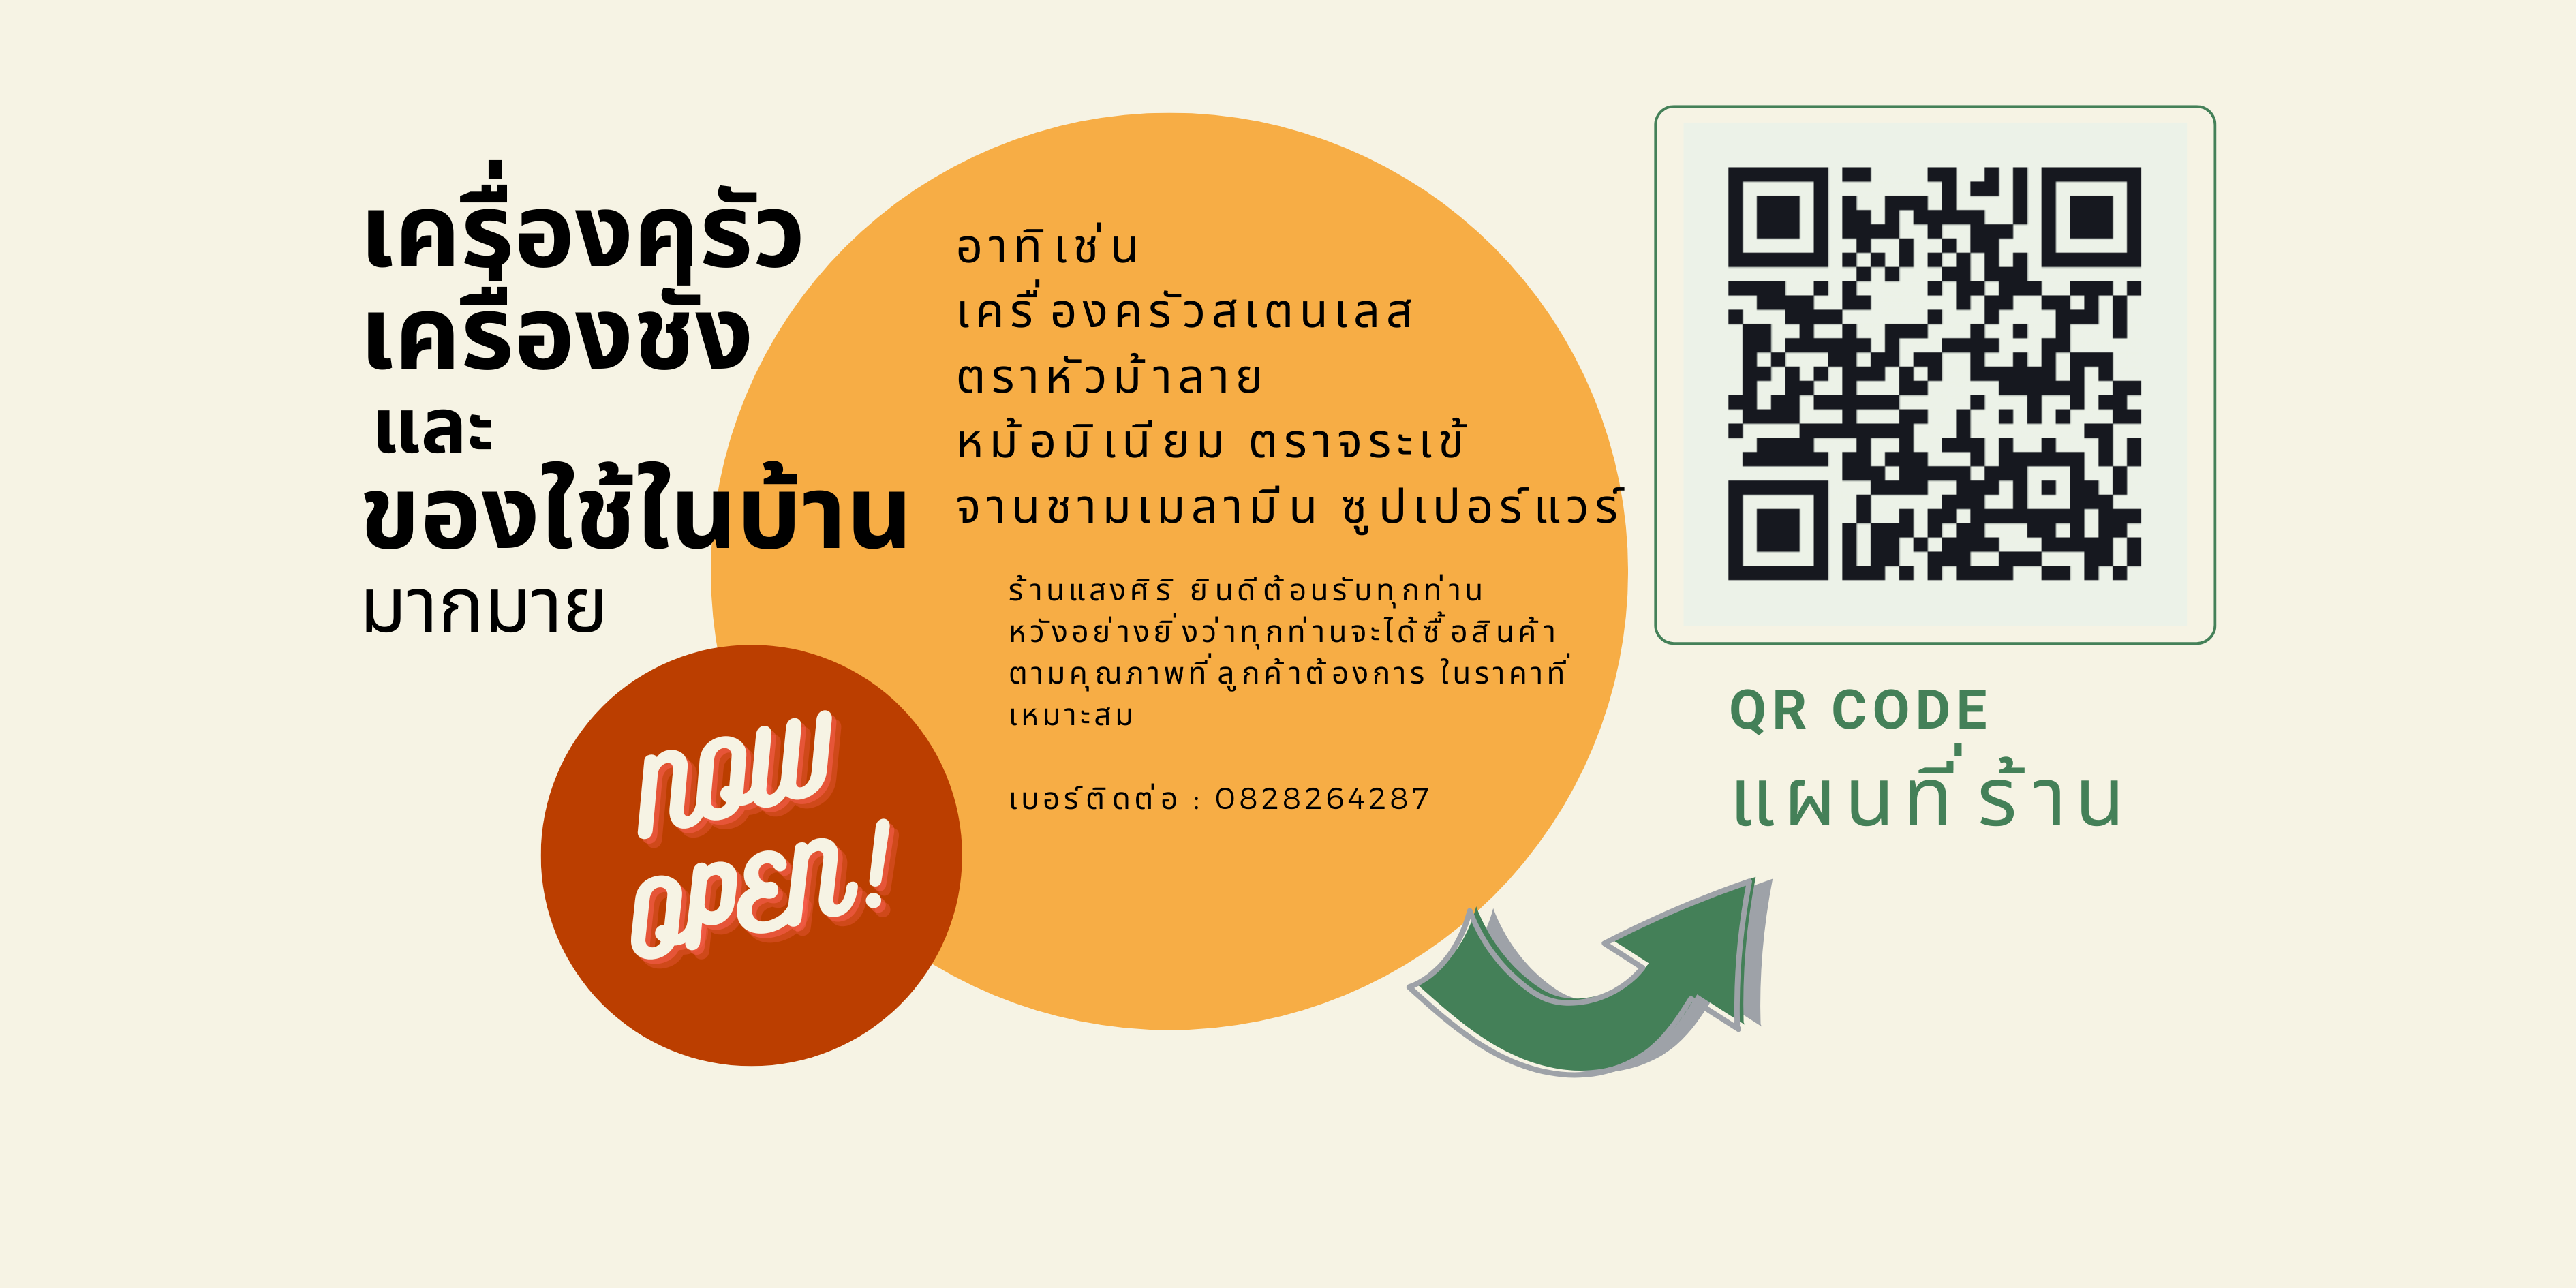 เครื่องครัว
เครื่องชั่ง
และ
ของใช้ในบ้าน
มากมาย
อาทิเช่น
เครื่องครัวสเตนเลส
ตราหัวม้าลาย
หม้อมิเนียม ตราจระเข้
จานชามเมลามีน ซูปเปอร์แวร์
ร้านแสงศิริ ยินดีต้อนรับทุกท่าน
หวังอย่างยิ่งว่าทุกท่านจะได้ซื้อสินค้า
ตามคุณภาพที่ลูกค้าต้องการ ในราคาที่
เหมาะสม
เบอร์ติดต่อ : 0828264287
NOW
OPEN!
QR CODE
แผนที่ร้าน